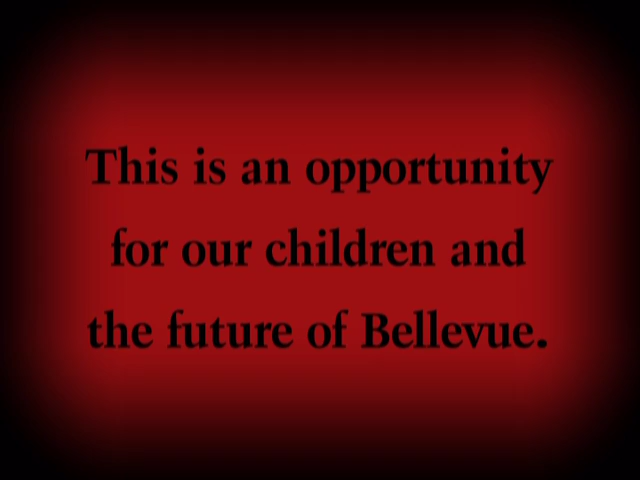 This is an opportunity
for our children and
the future of Bellevue.